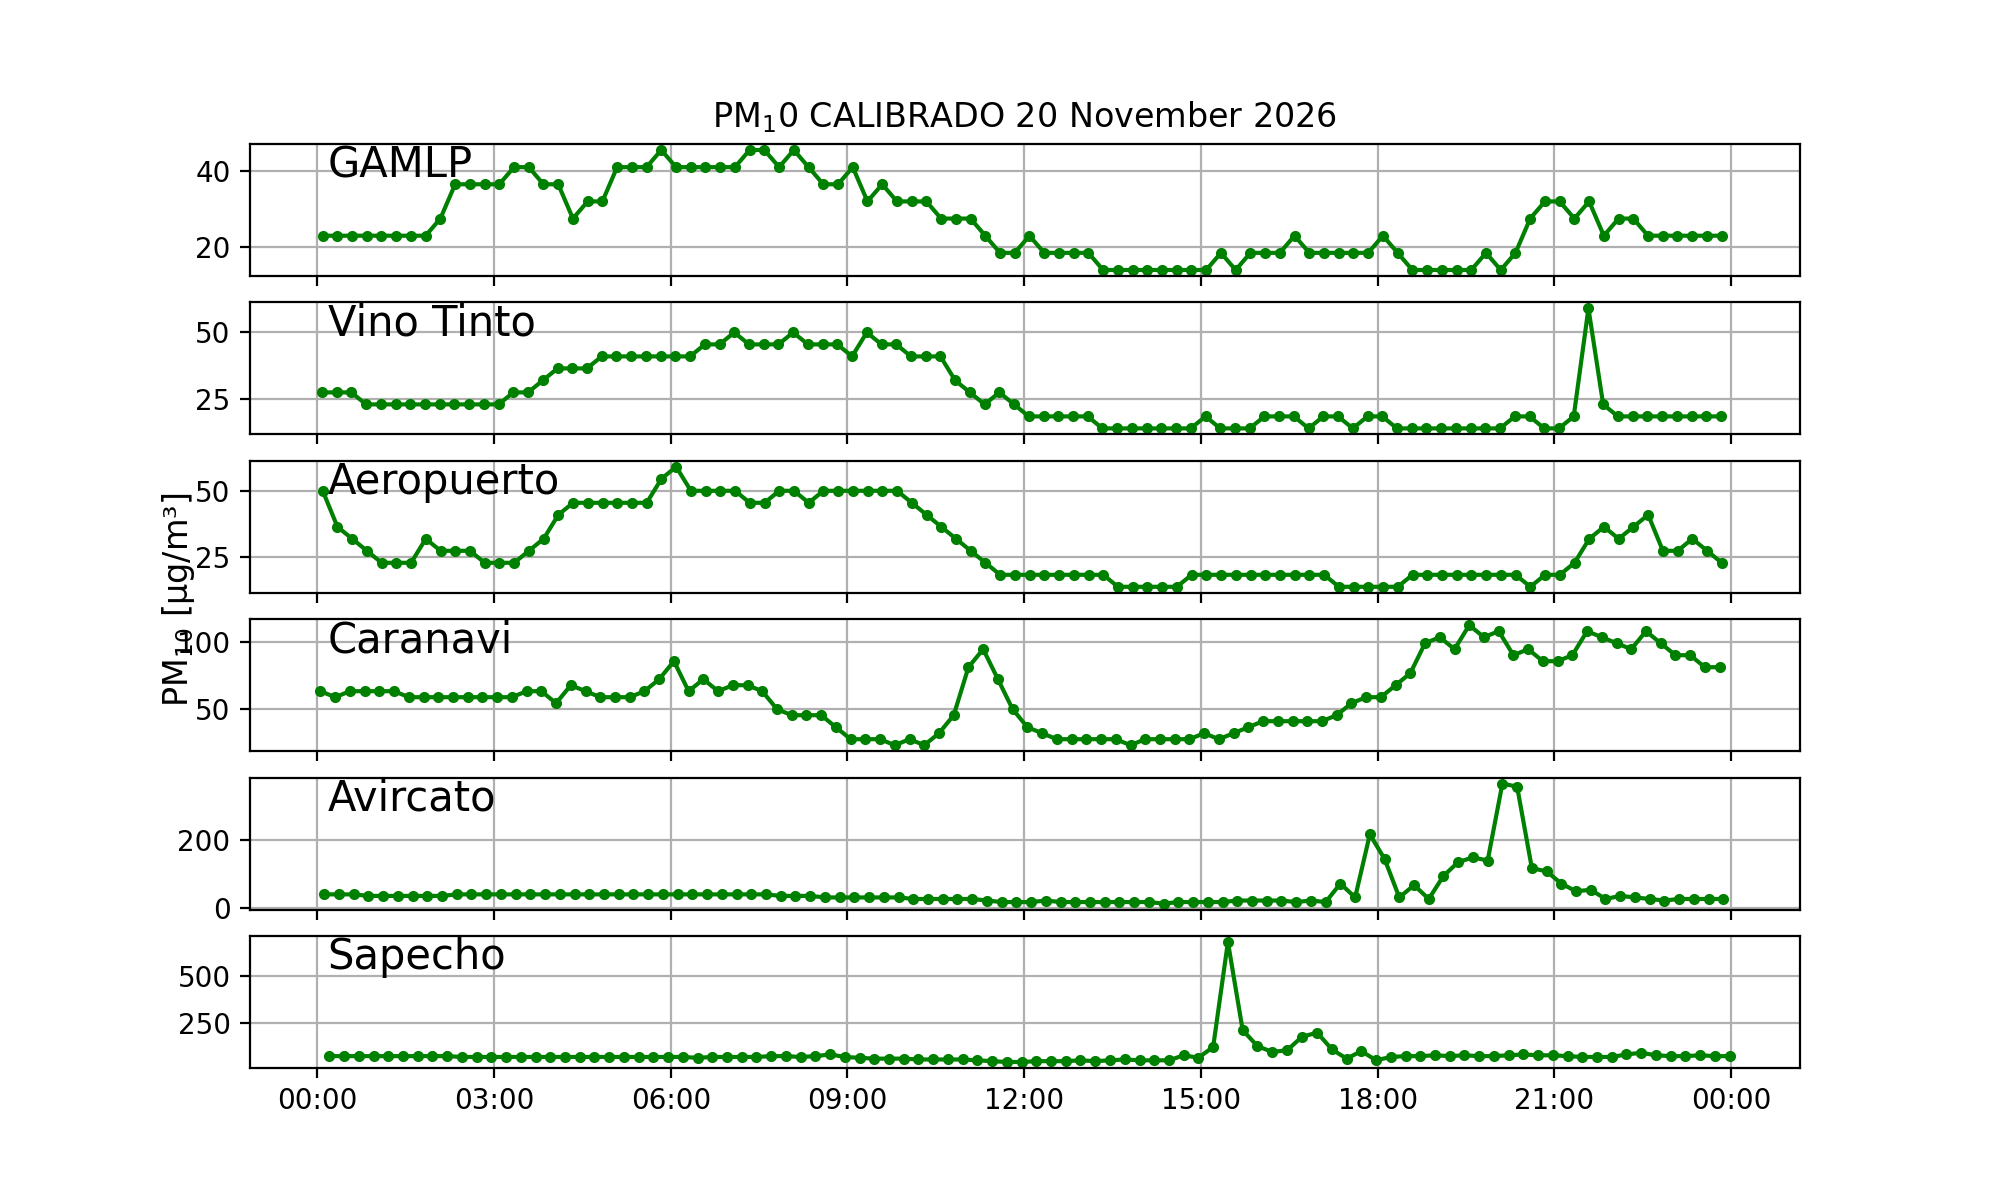 PM₁0 CALIBRADO 20 November 2026
GAMLP
40
20
Vino Tinto
50
25
Aeropuerto
50
25
PM₁₀ [µg/m³]
Caranavi
100
50
Avircato
200
0
Sapecho
500
250
00:00 03:00 06:00 09:00 12:00 15:00 18:00 21:00 00:00